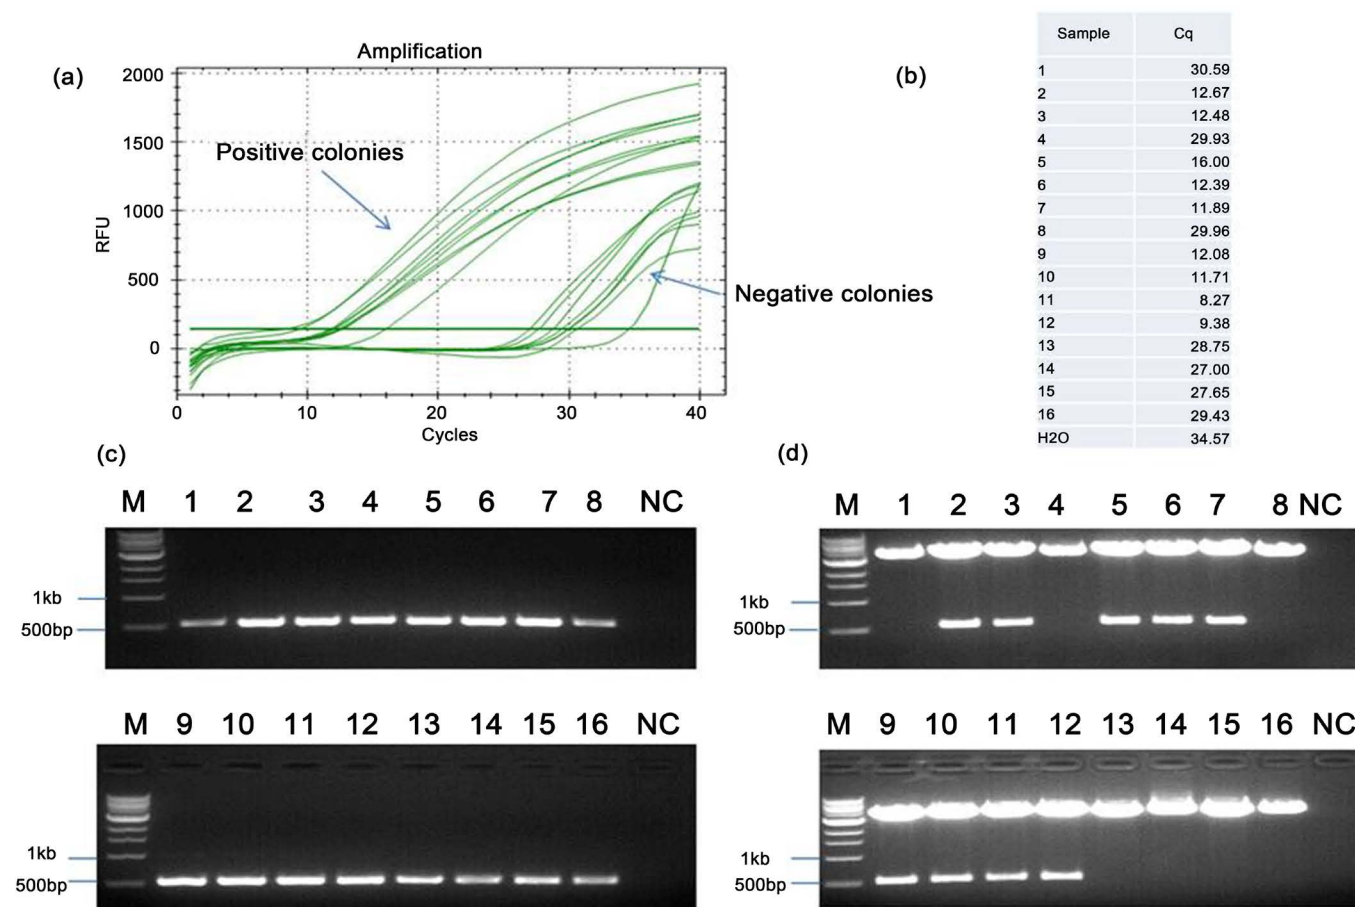 (a)
Amplification
2000
1500
1000
500
0
RFU
Positive colonies
Negative colonies
0 10 20 30 40
Cycles
(b)
Sample Cq
1 30.59
2 12.67
3 12.48
4 29.93
5 16.00
6 12.39
7 11.89
8 29.96
9 12.08
10 11.71
11 8.27
12 9.38
13 28.75
14 27.00
15 27.65
16 29.43
H2O 34.57
(c)
M 1 2 3 4 5 6 7 8 NC
1kb
500bp
M 9 10 11 12 13 14 15 16 NC
1kb
500bp
(d)
M 1 2 3 4 5 6 7 8 NC
1kb
500bp
M 9 10 11 12 13 14 15 16 NC
1kb
500bp